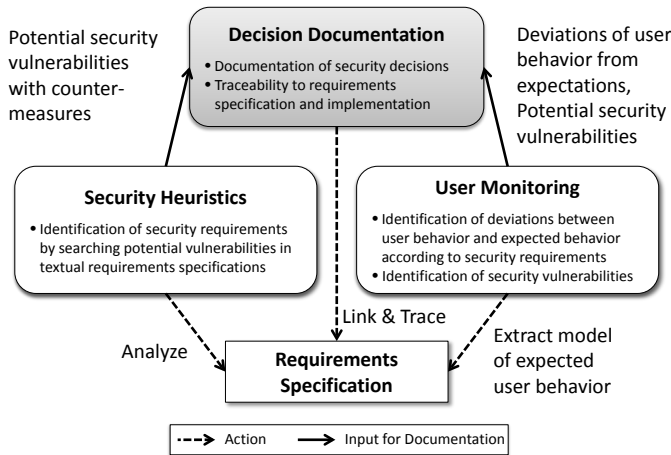 Potential security
vulnerabilities
with counter-
measures
Decision Documentation
• Documentation of security decisions
• Traceability to requirements
specification and implementation
Deviations of user
behavior from
expectations,
Potential security
vulnerabilities
Security Heuristics
• Identification of security requirements
by searching potential vulnerabilities in
textual requirements specifications
User Monitoring
• Identification of deviations between
user behavior and expected behavior
according to security requirements
• Identification of security vulnerabilities
Analyze
Link & Trace
Extract model
of expected
user behavior
Requirements
Specification
Action
Input for Documentation